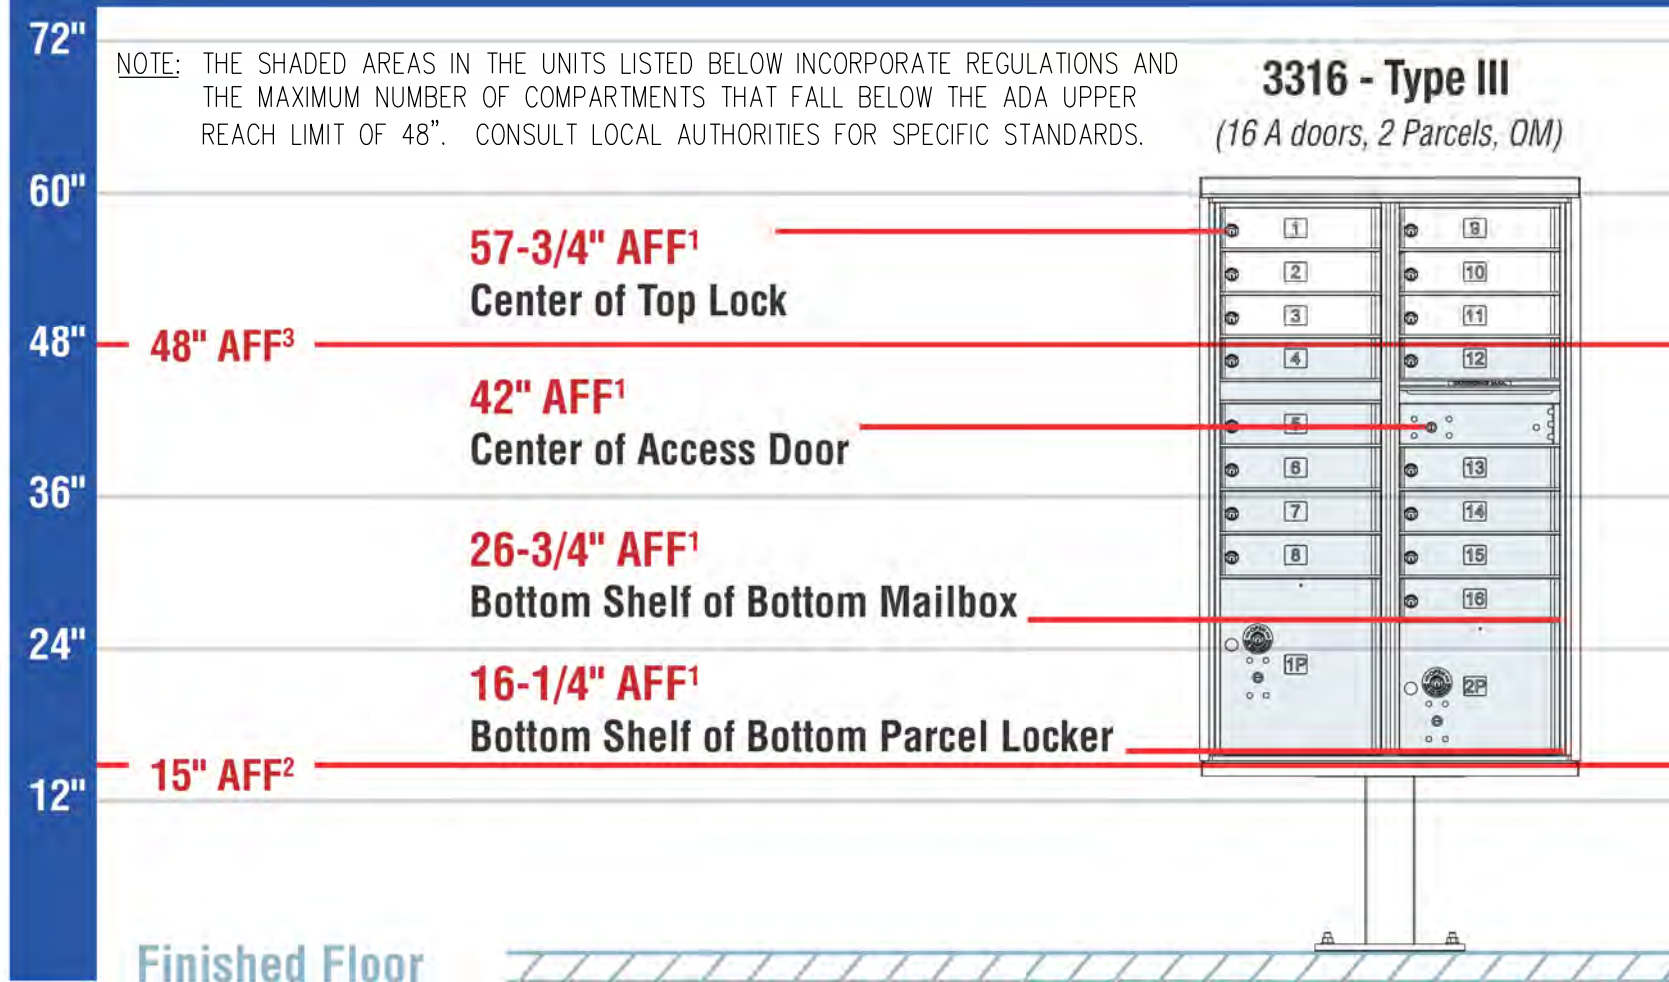 72"
NOTE: THE SHADED AREAS IN THE UNITS LISTED BELOW INCORPORATE REGULATIONS AND
THE MAXIMUM NUMBER OF COMPARTMENTS THAT FALL BELOW THE ADA UPPER
REACH LIMIT OF 48”. CONSULT LOCAL AUTHORITIES FOR SPECIFIC STANDARDS.
3316 - Type III
(16 A doors, 2 Parcels, OM)
60"
57-3/4" AFF¹
Center of Top Lock
48"
48" AFF³
42" AFF¹
Center of Access Door
36"
26-3/4" AFF¹
Bottom Shelf of Bottom Mailbox
24"
16-1/4" AFF¹
Bottom Shelf of Bottom Parcel Locker
15" AFF²
12"
Finished Floor
1
2
3
4
5
6
7
8
1P
9
10
11
12
13
14
15
16
2P